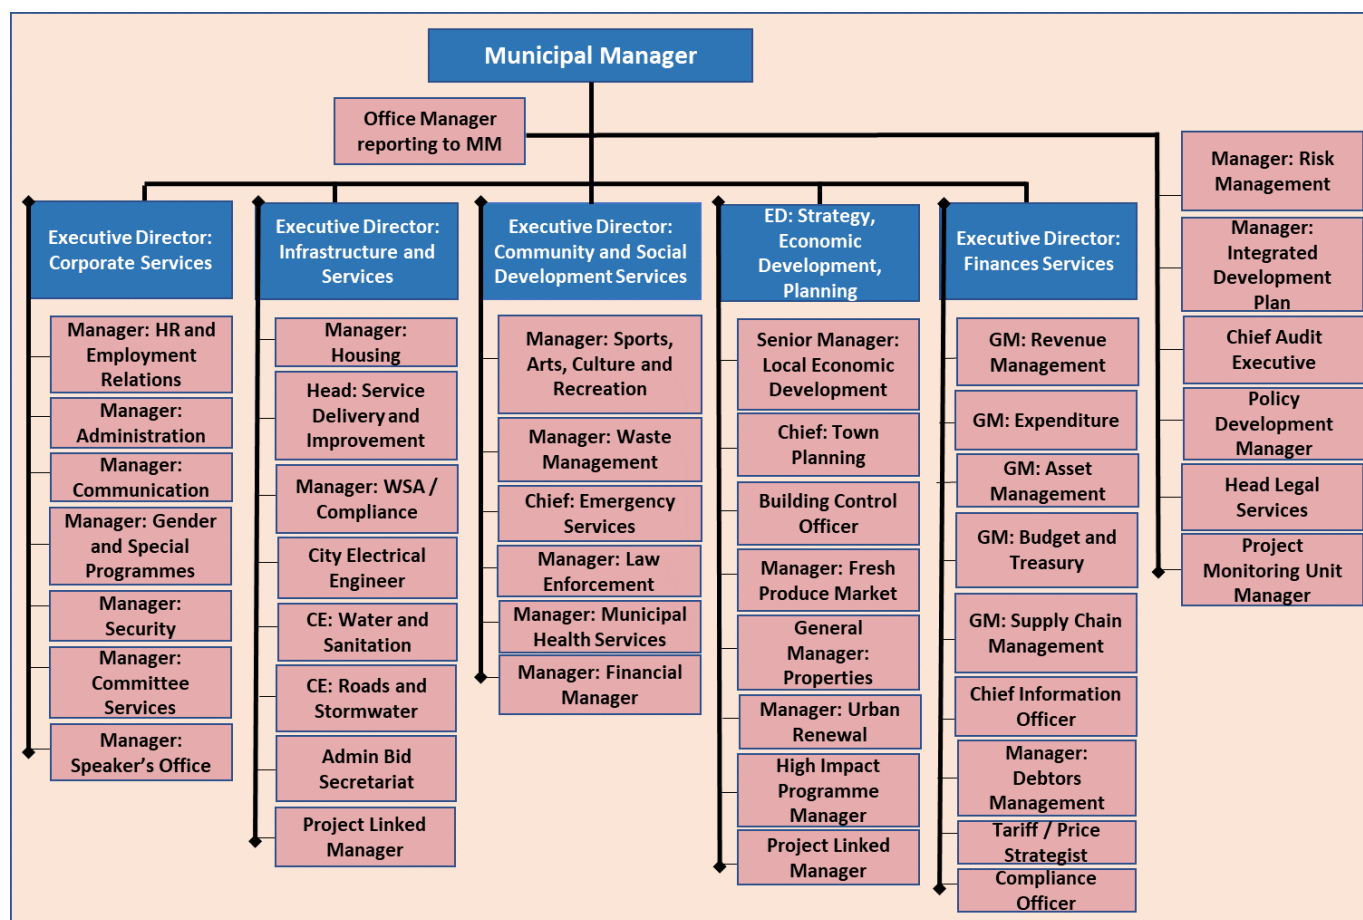 Municipal Manager
Office Manager
reporting to MM
Executive Director:
Corporate Services
Manager: HR and
Employment
Relations
Manager:
Administration
Manager:
Communication
Manager: Gender
and Special
Programmes
Manager:
Security
Manager:
Committee
Services
Manager:
Speaker's Office
Executive Director:
Infrastructure and
Services
Manager:
Housing
Head: Service
Delivery and
Improvement
Manager: WSA /
Compliance
City Electrical
Engineer
CE: Water and
Sanitation
CE: Roads and
Stormwater
Admin Bid
Secretariat
Project Linked
Manager
Executive Director:
Community and Social
Development Services
Manager: Sports,
Arts, Culture and
Recreation
Manager: Waste
Management
Chief: Emergency
Services
Manager: Law
Enforcement
Manager: Municipal
Health Services
Manager: Financial
Manager
ED: Strategy,
Economic
Development,
Planning
Senior Manager:
Local Economic
Development
Chief: Town
Planning
Building Control
Officer
Manager: Fresh
Produce Market
General
Manager:
Properties
Manager: Urban
Renewal
High Impact
Programme
Manager
Project Linked
Manager
Executive Director:
Finances Services
GM: Revenue
Management
GM: Expenditure
GM: Asset
Management
GM: Budget and
Treasury
GM: Supply Chain
Management
Chief Information
Officer
Manager:
Debtors
Management
Tariff / Price
Strategist
Compliance
Officer
Manager: Risk
Management
Manager:
Integrated
Development
Plan
Chief Audit
Executive
Policy
Development
Manager
Head Legal
Services
Project
Monitoring Unit
Manager